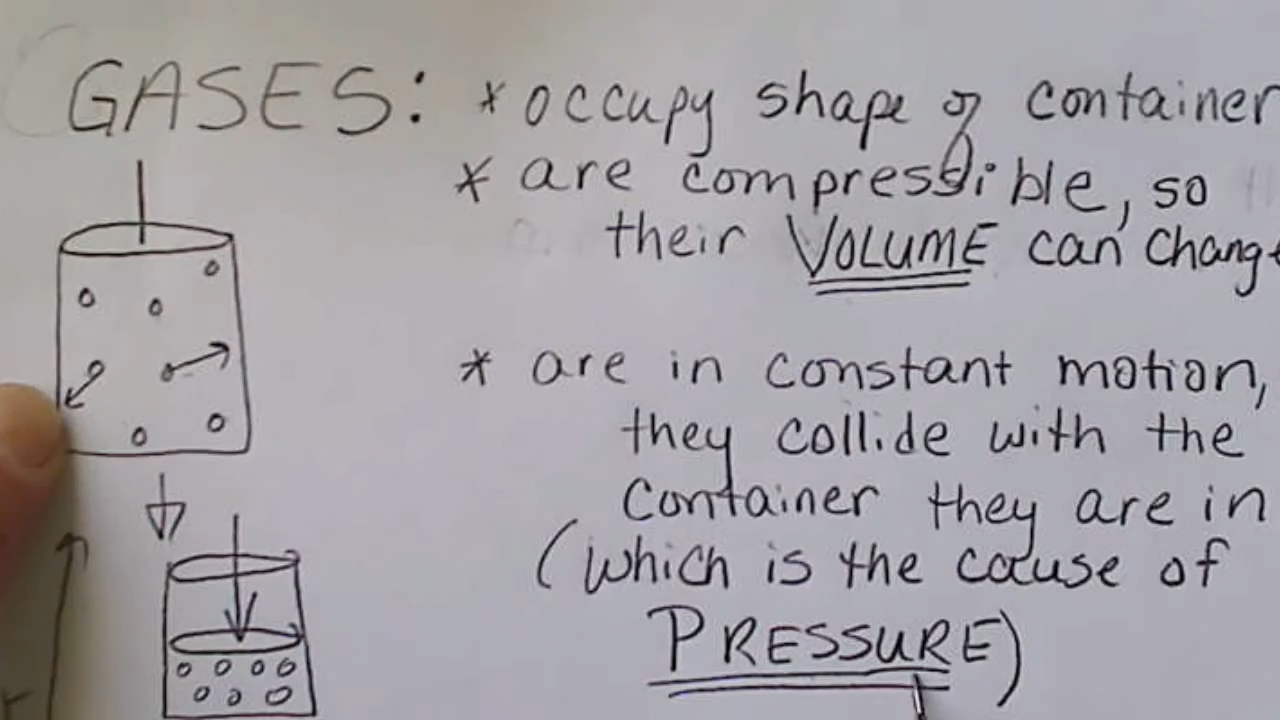 GASES: * occupy shape of container
* are compressible, so
their VOLUME can change
* are in constant motion,
they collide with the
container they are in
(which is the cause of
PRESSURE)